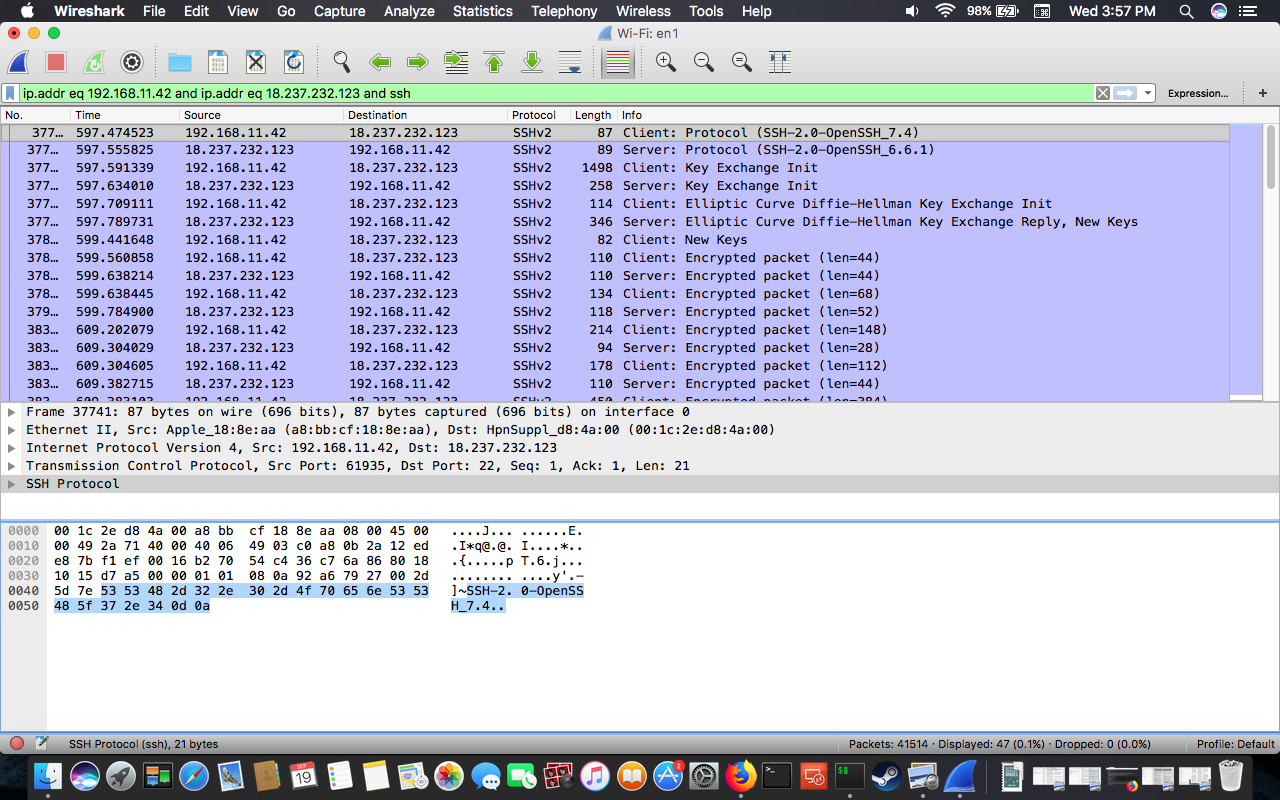 Wireshark File Edit View Go Capture Analyze Statistics Telephony Wireless Tools Help 98% Wed 3:57 PM
Wi-Fi: en1
ip.addr eq 192.168.11.42 and ip.addr eq 18.237.232.123 and ssh Expression... +
No. Time Source Destination Protocol Length Info
377… 597.474523 192.168.11.42 18.237.232.123 SSHv2 87 Client: Protocol (SSH-2.0-OpenSSH_7.4)
377… 597.555825 18.237.232.123 192.168.11.42 SSHv2 89 Server: Protocol (SSH-2.0-OpenSSH_6.6.1)
377… 597.591339 192.168.11.42 18.237.232.123 SSHv2 1498 Client: Key Exchange Init
377… 597.634010 18.237.232.123 192.168.11.42 SSHv2 258 Server: Key Exchange Init
377… 597.709111 192.168.11.42 18.237.232.123 SSHv2 114 Client: Elliptic Curve Diffie-Hellman Key Exchange Init
377… 597.789731 18.237.232.123 192.168.11.42 SSHv2 346 Server: Elliptic Curve Diffie-Hellman Key Exchange Reply, New Keys
378… 599.441648 192.168.11.42 18.237.232.123 SSHv2 82 Client: New Keys
378… 599.560858 192.168.11.42 18.237.232.123 SSHv2 110 Client: Encrypted packet (len=44)
378… 599.638214 18.237.232.123 192.168.11.42 SSHv2 110 Server: Encrypted packet (len=44)
378… 599.638445 192.168.11.42 18.237.232.123 SSHv2 134 Client: Encrypted packet (len=68)
379… 599.784900 18.237.232.123 192.168.11.42 SSHv2 118 Server: Encrypted packet (len=52)
383… 609.202079 192.168.11.42 18.237.232.123 SSHv2 214 Client: Encrypted packet (len=148)
383… 609.304029 18.237.232.123 192.168.11.42 SSHv2 94 Server: Encrypted packet (len=28)
383… 609.304605 192.168.11.42 18.237.232.123 SSHv2 178 Client: Encrypted packet (len=112)
383… 609.382715 18.237.232.123 192.168.11.42 SSHv2 110 Server: Encrypted packet (len=44)
Frame 37741: 87 bytes on wire (696 bits), 87 bytes captured (696 bits) on interface 0
Ethernet II, Src: Apple_18:8e:aa (a8:bb:cf:18:8e:aa), Dst: HpnSuppl_d8:4a:00 (00:1c:2e:d8:4a:00)
Internet Protocol Version 4, Src: 192.168.11.42, Dst: 18.237.232.123
Transmission Control Protocol, Src Port: 61935, Dst Port: 22, Seq: 1, Ack: 1, Len: 21
SSH Protocol
0000 00 1c 2e d8 4a 00 a8 bb cf 18 8e aa 08 00 45 00 ....J... ......E.
0010 00 49 2a 71 40 00 40 06 49 03 c0 a8 0b 2a 12 ed .I*q@.@. I....*..
0020 e8 7b f1 ef 00 16 b2 70 54 c4 36 c7 6a 86 80 18 .{.....p T.6.j...
0030 10 15 d7 a5 00 00 01 01 08 0a 92 a6 79 27 00 2d ........ ....y'.-
0040 5d 7e 53 53 48 2d 32 2e 30 2d 4f 70 65 6e 53 53 ]~SSH-2. 0-OpenSS
0050 48 5f 37 2e 34 0d 0a H_7.4..
SSH Protocol (ssh), 21 bytes Packets: 41514 · Displayed: 47 (0.1%) · Dropped: 0 (0.0%) Profile: Default
SEP
19
2